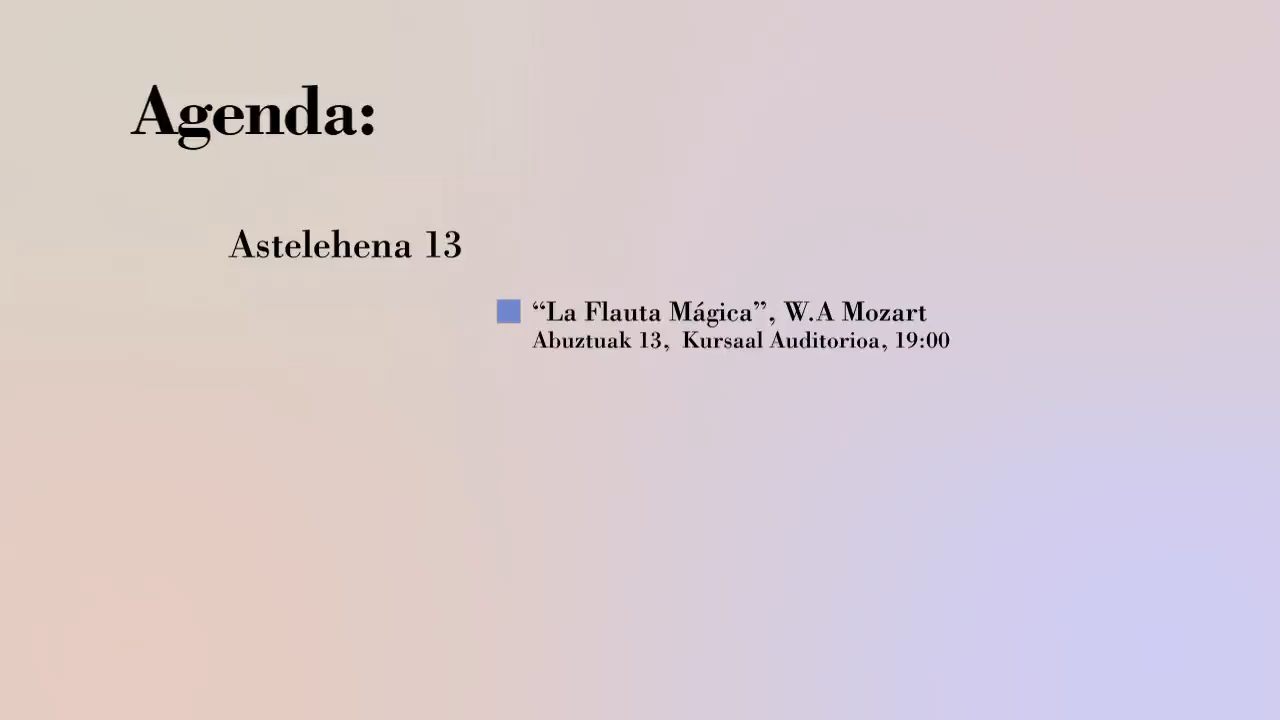 Agenda:
Astelehena 13
“La Flauta Mágica”, W.A Mozart
Abuztuak 13, Kursaal Auditorioa, 19:00